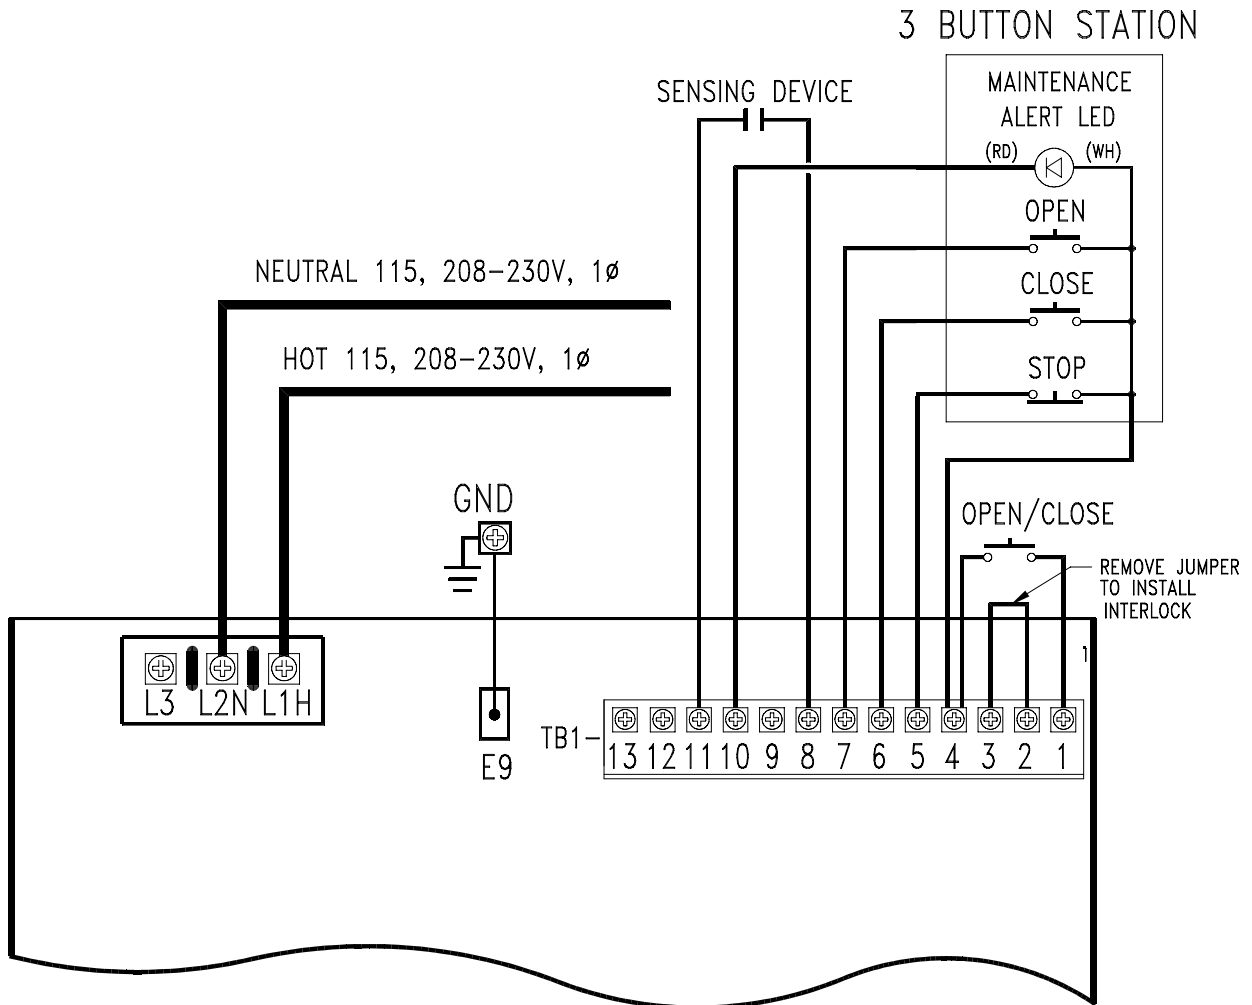 3 BUTTON STATION
MAINTENANCE
ALERT LED
(RD) (WH)
SENSING DEVICE
OPEN
CLOSE
STOP
NEUTRAL 115, 208-230V, 1ø
HOT 115, 208-230V, 1ø
GND
OPEN/CLOSE
REMOVE JUMPER
TO INSTALL
INTERLOCK
1
L3 L2N L1H
TB1-
13 12 11 10 9 8 7 6 5 4 3 2 1
E9